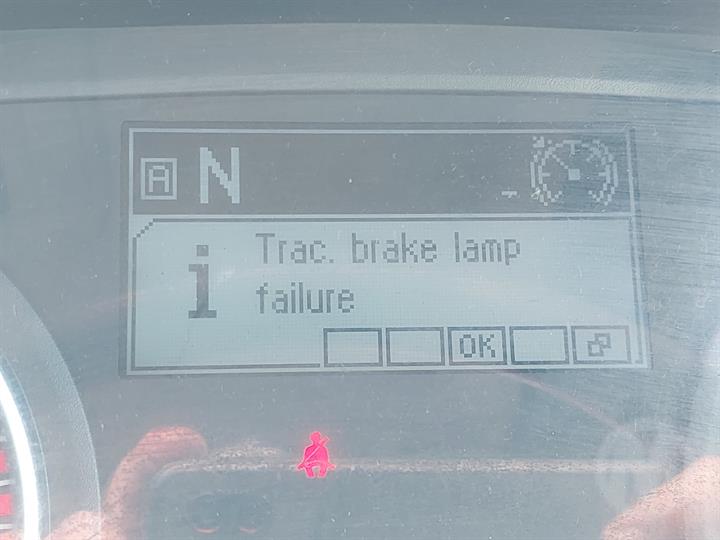 A N
Trac. brake lamp
failure
OK